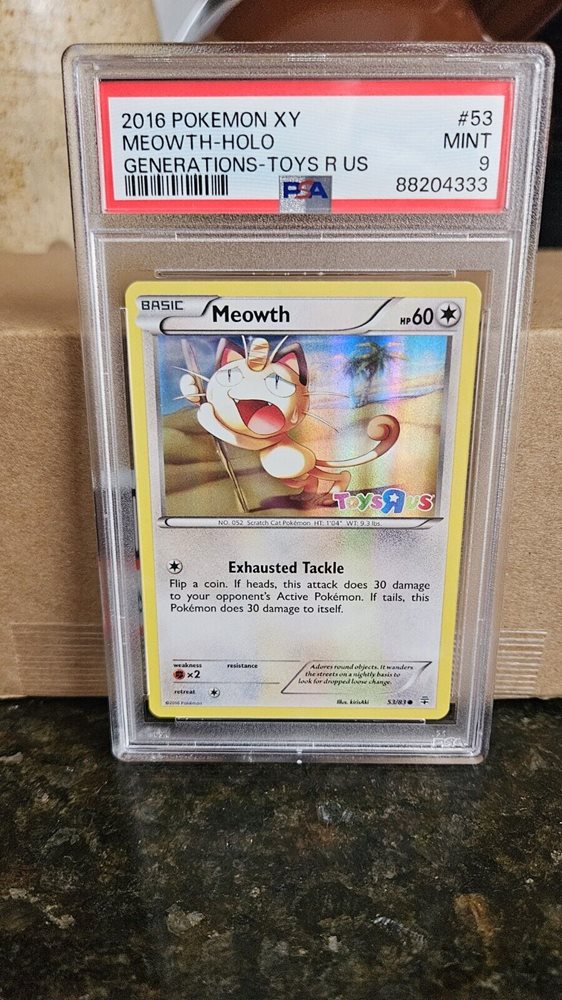 2016 POKEMON XY #53
MEOWTH-HOLO MINT
GENERATIONS-TOYS R US 9
PSA 88204333
BASIC Meowth HP60
TOYS"R"US
NO. 052 Scratch Cat Pokémon HT: 1'04" WT: 9.3 lbs.
Exhausted Tackle
Flip a coin. If heads, this attack does 30 damage
to your opponent's Active Pokémon. If tails, this
Pokémon does 30 damage to itself.
weakness resistance
×2
retreat
Adores round objects. It wanders
the streets on a nightly basis to
look for dropped loose change.
©2016 Pokémon Illus. kirisAki 53/83